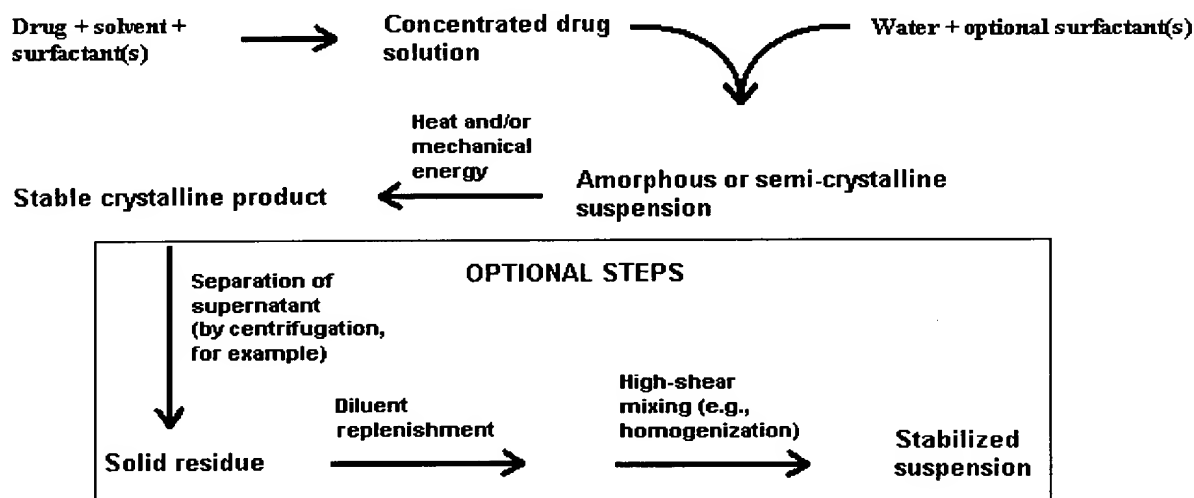 Drug + solvent +
surfactant(s)
Concentrated drug
solution
Water + optional surfactant(s)
Heat and/or
mechanical
energy
Stable crystalline product
Amorphous or semi-crystalline
suspension
OPTIONAL STEPS
Separation of
supernatant
(by centrifugation,
for example)
High-shear
mixing (e.g.,
homogenization)
Diluent
replenishment
Solid residue
Stabilized
suspension